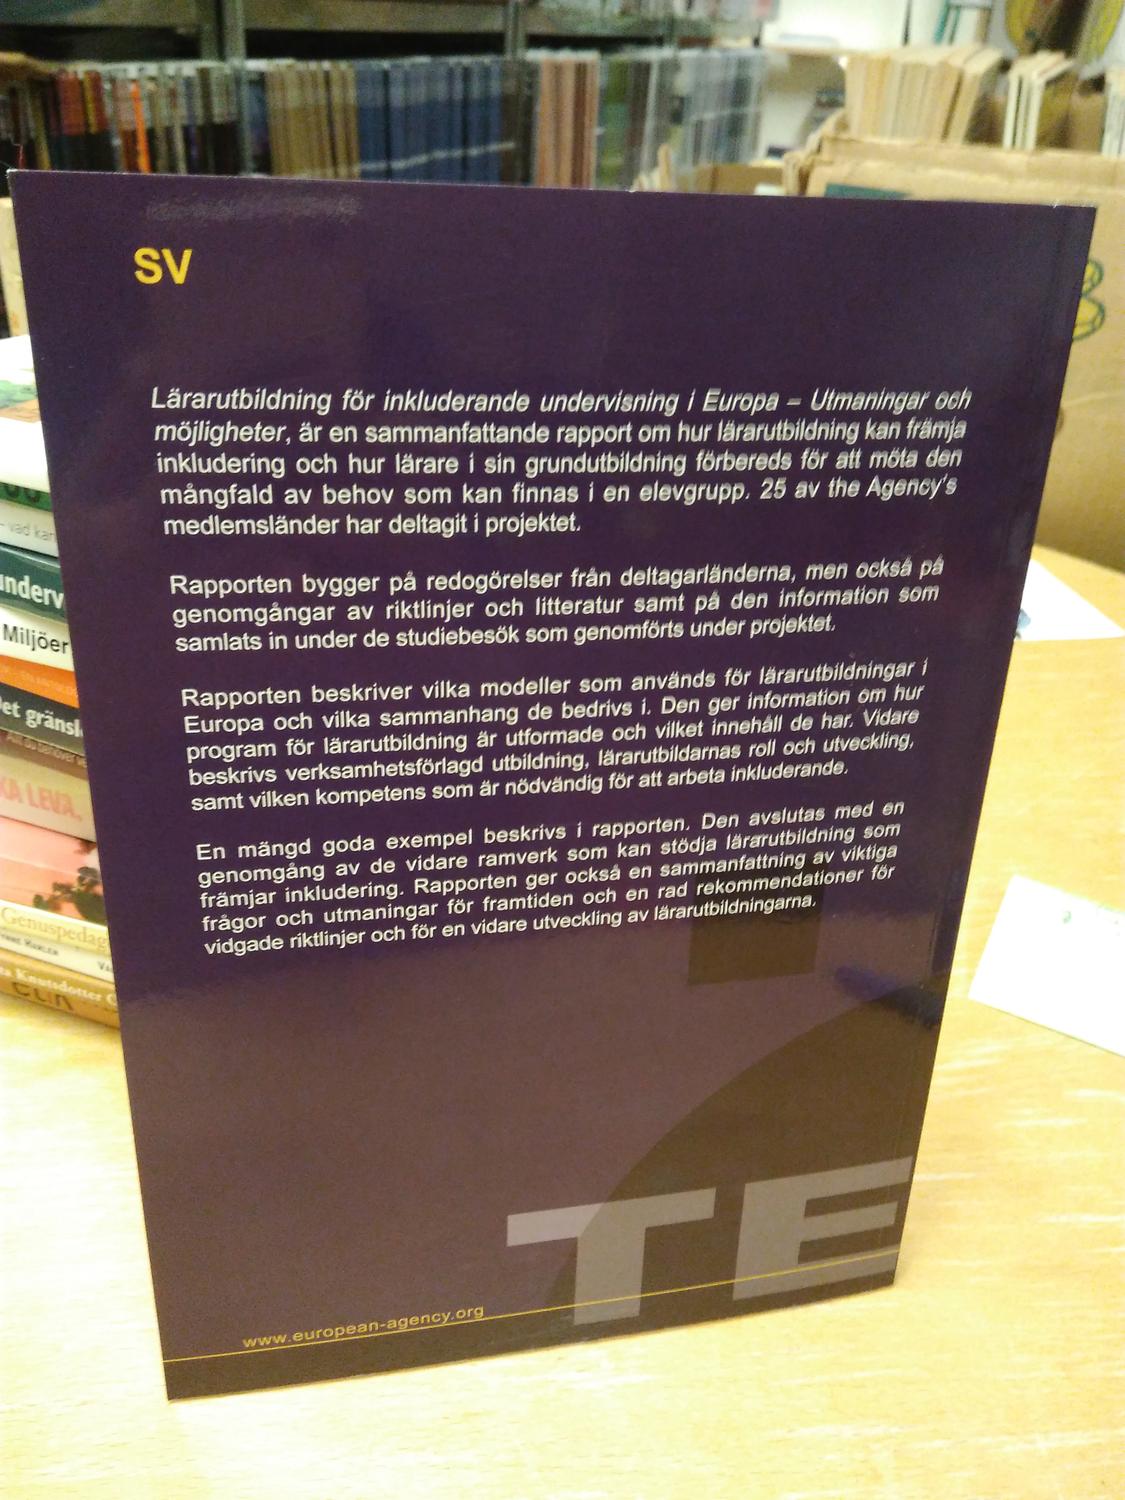 SV
Lärarutbildning för inkluderande undervisning i Europa – Utmaningar och
möjligheter, är en sammanfattande rapport om hur lärarutbildning kan främja
inkludering och hur lärare i sin grundutbildning förbereds för att möta den
mångfald av behov som kan finnas i en elevgrupp. 25 av the Agency's
medlemsländer har deltagit i projektet.
Rapporten bygger på redogörelser från deltagarländerna, men också på
genomgångar av riktlinjer och litteratur samt på den information som
samlats in under de studiebesök som genomförts under projektet.
Rapporten beskriver vilka modeller som används för lärarutbildningar i
Europa och vilka sammanhang de bedrivs i. Den ger information om hur
program för lärarutbildning är utformade och vilket innehåll de har. Vidare
beskrivs verksamhetsförlagd utbildning, lärarutbildarnas roll och utveckling,
samt vilken kompetens som är nödvändig för att arbeta inkluderande.
En mängd goda exempel beskrivs i rapporten. Den avslutas med en
genomgång av de vidare ramverk som kan stödja lärarutbildning som
främjar inkludering. Rapporten ger också en sammanfattning av viktiga
frågor och utmaningar för framtiden och en rad rekommendationer för
vidgade riktlinjer och för en vidare utveckling av lärarutbildningarna.
TE
www.european-agency.org
– vad kan
underv
Miljöer
et gränsl
KA LEVA.
Genuspedag
Knutsdotter